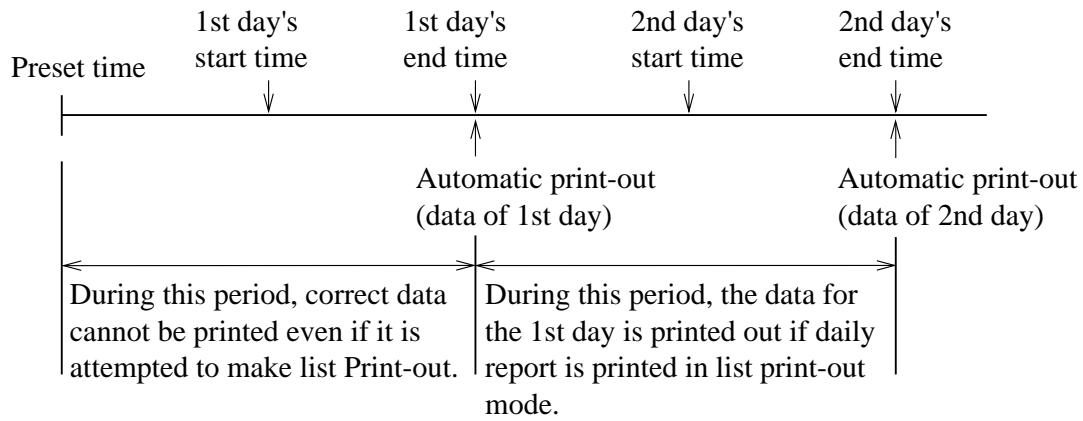 Preset time
1st day's
start time
1st day's
end time
2nd day's
start time
2nd day's
end time
Automatic print-out
(data of 1st day)
Automatic print-out
(data of 2nd day)
During this period, correct data
cannot be printed even if it is
attempted to make list Print-out.
During this period, the data for
the 1st day is printed out if daily
report is printed in list print-out
mode.